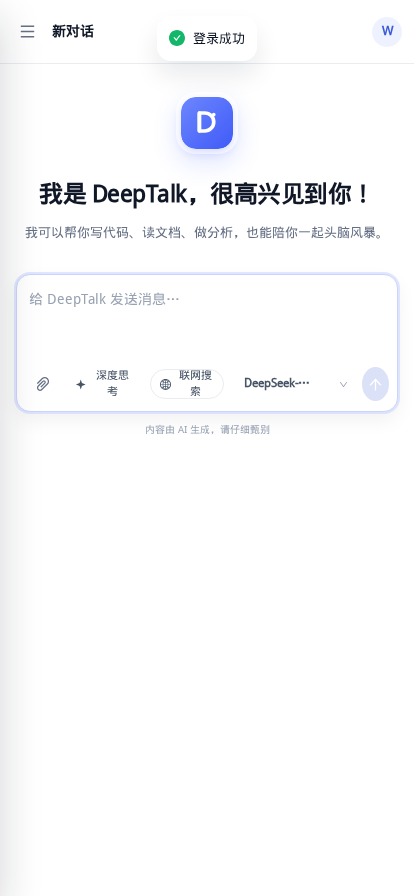 新对话
登录成功
W
D
我是 DeepTalk，很高兴见到你！
我可以帮你写代码、读文档、做分析，也能陪你一起头脑风暴。
给 DeepTalk 发送消息…
深度思
考
联网搜
索
DeepSeek-…
内容由 AI 生成，请仔细甄别